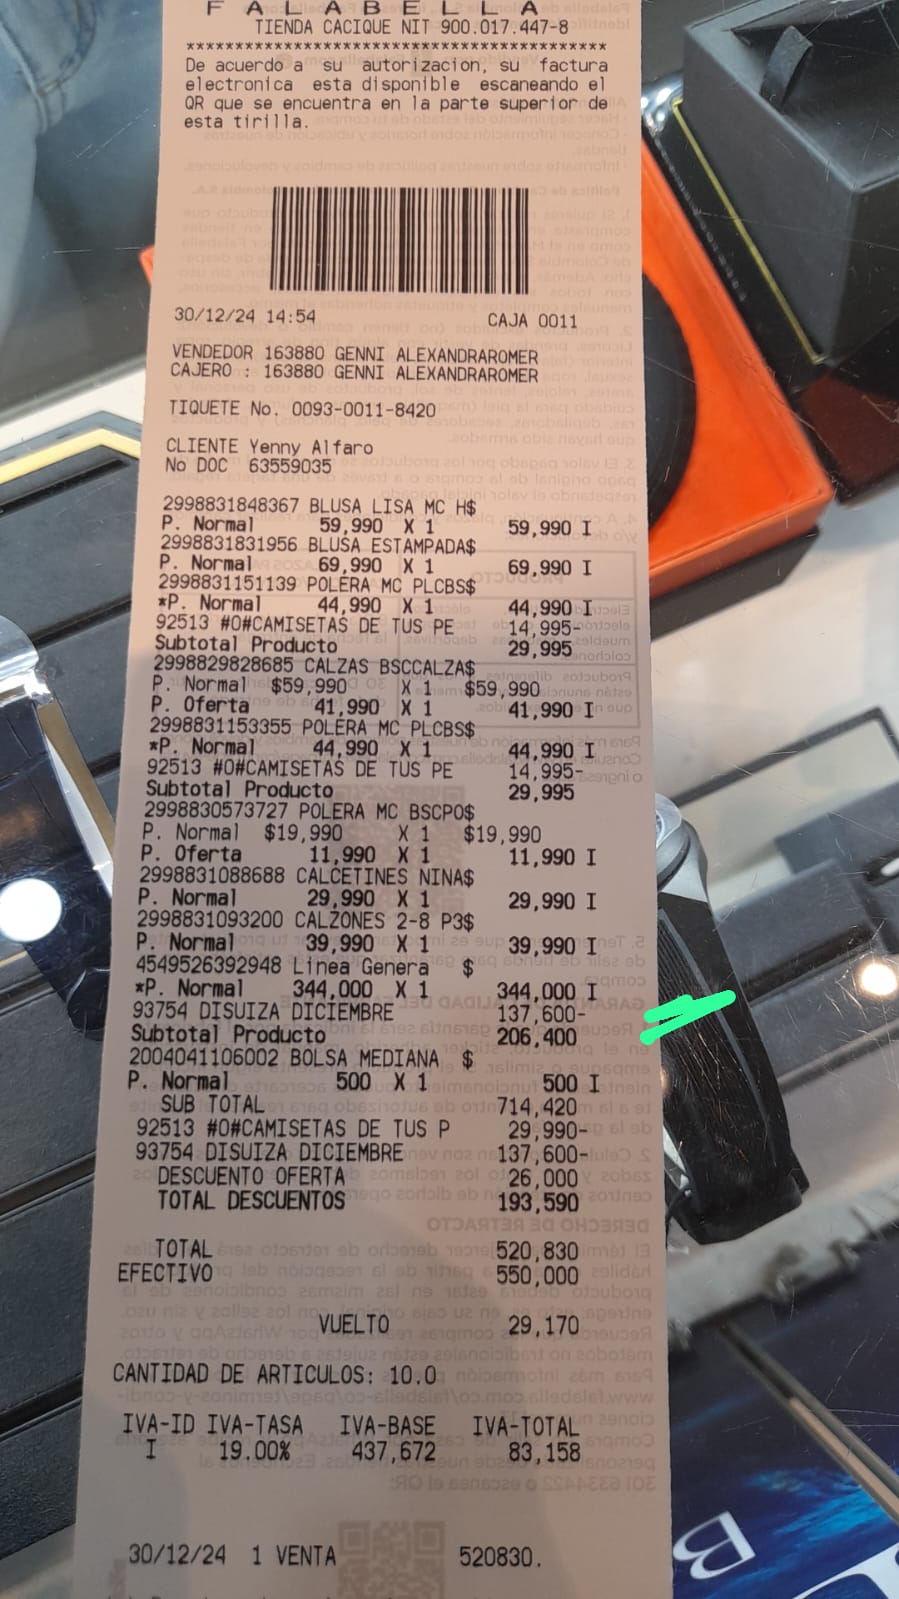 FALABELLA
TIENDA CACIQUE NIT 900.017.447-8
*******************************************
De acuerdo a su autorizacion, su factura
electronica esta disponible escaneando el
QR que se encuentra en la parte superior de
esta tirilla.
30/12/24 14:54 CAJA 0011
VENDEDOR 163880 GENNI ALEXANDRAROMER
CAJERO : 163880 GENNI ALEXANDRAROMER
TIQUETE No. 0093-0011-8420
CLIENTE Yenny Alfaro
No DOC 63559035
2998831848367 BLUSA LISA MC H$
P. Normal 59,990 X 1 59,990 I
2998831831956 BLUSA ESTAMPADA$
P. Normal 69,990 X 1 69,990 I
2998831151139 POLERA MC PLCBS$
*P. Normal 44,990 X 1 44,990 I
92513 #0#CAMISETAS DE TUS PE 14,995-
Subtotal Producto 29,995
2998829828685 CALZAS BSCCALZA$
P. Normal $59,990 X 1 $59,990
P. Oferta 41,990 X 1 41,990 I
2998831153355 POLERA MC PLCBS$
*P. Normal 44,990 X 1 44,990 I
92513 #0#CAMISETAS DE TUS PE 14,995-
Subtotal Producto 29,995
2998830573727 POLERA MC BSCPO$
P. Normal $19,990 X 1 $19,990
P. Oferta 11,990 X 1 11,990 I
2998831088688 CALCETINES NINA$
P. Normal 29,990 X 1 29,990 I
2998831093200 CALZONES 2-8 P3$
P. Normal 39,990 X 1 39,990 I
4549526392948 Linea Genera $
*P. Normal 344,000 X 1 344,000 I
93754 DISUIZA DICIEMBRE 137,600-
Subtotal Producto 206,400
2004041106002 BOLSA MEDIANA $
P. Normal 500 X 1 500 I
SUB TOTAL 714,420
92513 #0#CAMISETAS DE TUS P 29,990-
93754 DISUIZA DICIEMBRE 137,600-
DESCUENTO OFERTA 26,000
TOTAL DESCUENTOS 193,590
TOTAL 520,830
EFECTIVO 550,000
VUELTO 29,170
CANTIDAD DE ARTICULOS: 10.0
IVA-ID IVA-TASA IVA-BASE IVA-TOTAL
I 19.00% 437,672 83,158
30/12/24 1 VENTA 520830.